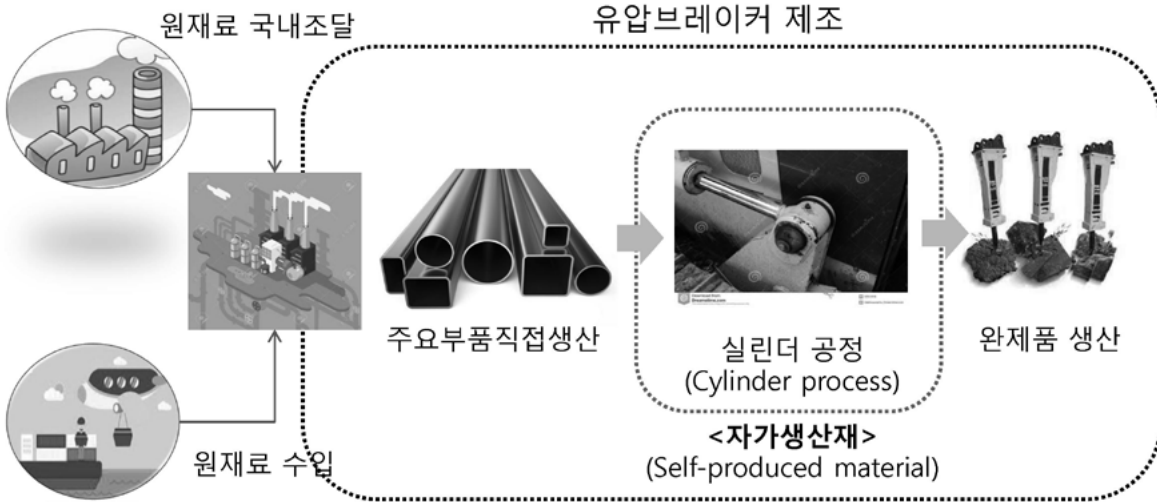 원재료 국내조달
유압브레이커 제조
주요부품직접생산
실린더 공정
(Cylinder process)
완제품 생산
<자가생산재>
(Self-produced material)
원재료 수입